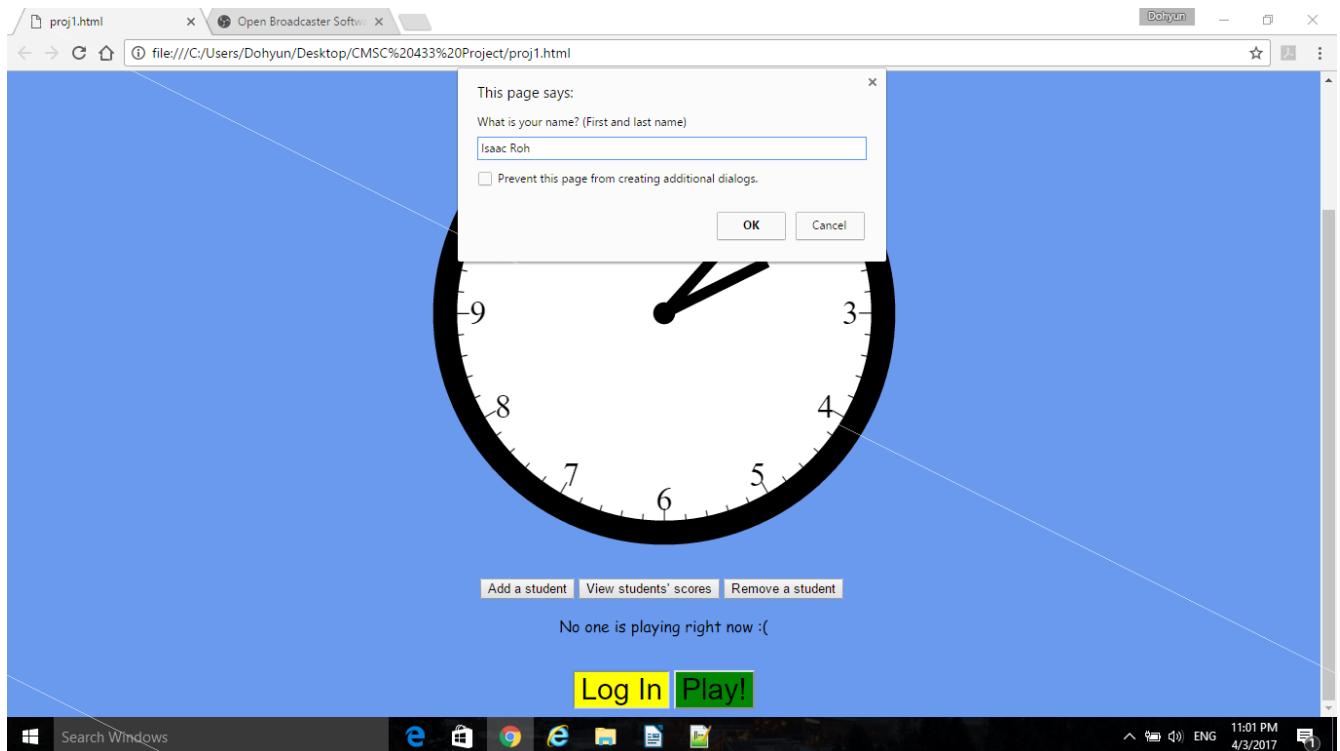 proj1.html
Open Broadcaster Softw
Dohyun
file:///C:/Users/Dohyun/Desktop/CMSC%20433%20Project/proj1.html
This page says:
What is your name? (First and last name)
Isaac Roh
Prevent this page from creating additional dialogs.
OK Cancel
9 3
8 4
7 5
6
Add a student View students' scores Remove a student
No one is playing right now :(
Log In Play!
Search Windows
ENG 11:01 PM
4/3/2017